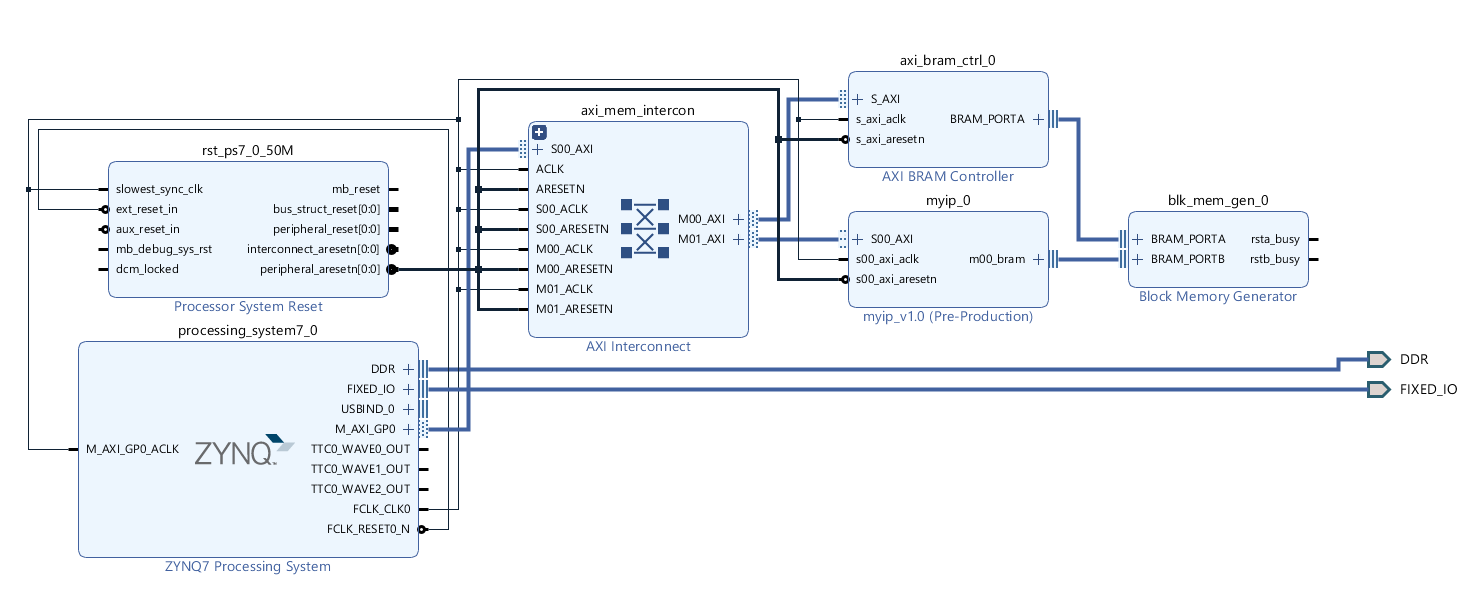 rst_ps7_0_50M
slowest_sync_clk
ext_reset_in
aux_reset_in
mb_debug_sys_rst
dcm_locked
mb_reset
bus_struct_reset[0:0]
peripheral_reset[0:0]
interconnect_aresetn[0:0]
peripheral_aresetn[0:0]
Processor System Reset
processing_system7_0
M_AXI_GP0_ACLK
ZYNQ
DDR
FIXED_IO
USBIND_0
M_AXI_GP0
TTC0_WAVE0_OUT
TTC0_WAVE1_OUT
TTC0_WAVE2_OUT
FCLK_CLK0
FCLK_RESET0_N
ZYNQ7 Processing System
axi_mem_intercon
S00_AXI
ACLK
ARESETN
S00_ACLK
S00_ARESETN
M00_ACLK
M00_ARESETN
M01_ACLK
M01_ARESETN
M00_AXI
M01_AXI
AXI Interconnect
axi_bram_ctrl_0
S_AXI
s_axi_aclk
s_axi_aresetn
BRAM_PORTA
AXI BRAM Controller
myip_0
S00_AXI
s00_axi_aclk
s00_axi_aresetn
m00_bram
myip_v1.0 (Pre-Production)
blk_mem_gen_0
BRAM_PORTA
BRAM_PORTB
rsta_busy
rstb_busy
Block Memory Generator
DDR
FIXED_IO